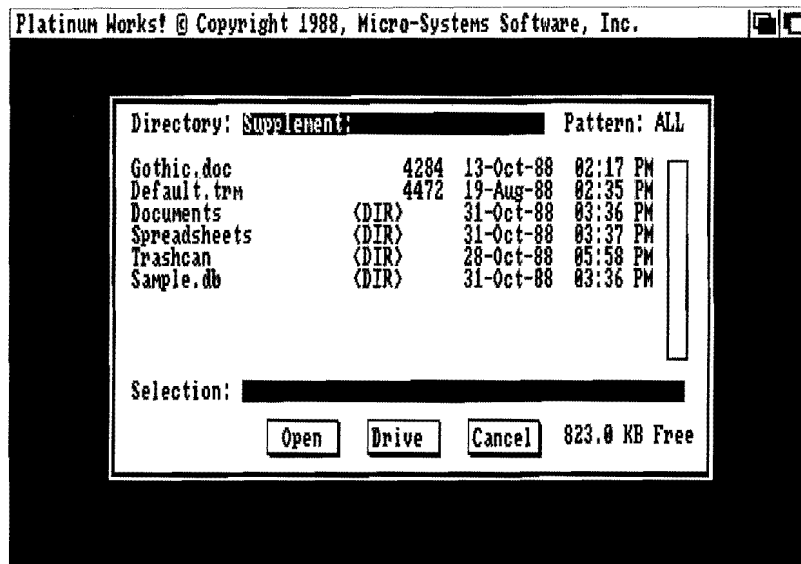 Platinum Works! © Copyright 1988, Micro-Systems Software, Inc.
Directory: Supplement: Pattern: ALL
Gothic.doc 4284 13-Oct-88 02:17 PM
Default.trm 4472 19-Aug-88 02:35 PM
Documents <DIR> 31-Oct-88 03:36 PM
Spreadsheets <DIR> 31-Oct-88 03:37 PM
Trashcan <DIR> 28-Oct-88 05:58 PM
Sample.db <DIR> 31-Oct-88 03:36 PM
Selection:
Open Drive Cancel 823.0 KB Free